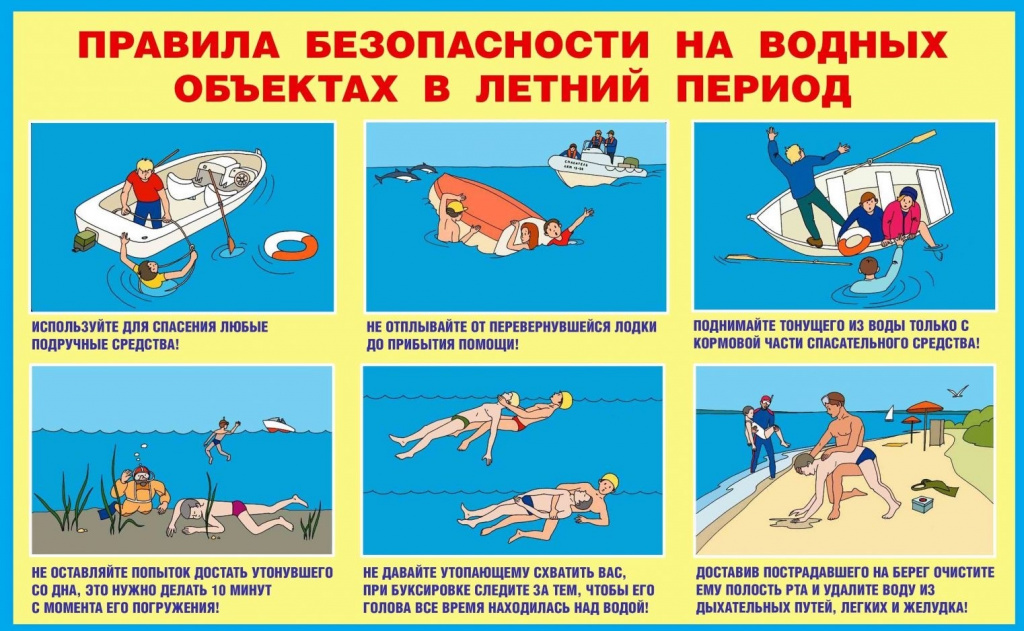 ПРАВИЛА БЕЗОПАСНОСТИ НА ВОДНЫХ
ОБЪЕКТАХ В ЛЕТНИЙ ПЕРИОД
СПАСАТЕЛЬ
ИСПОЛЬЗУЙТЕ ДЛЯ СПАСЕНИЯ ЛЮБЫЕ
ПОДРУЧНЫЕ СРЕДСТВА!
НЕ ОТПЛЫВАЙТЕ ОТ ПЕРЕВЕРНУВШЕЙСЯ ЛОДКИ
ДО ПРИБЫТИЯ ПОМОЩИ!
ПОДНИМАЙТЕ ТОНУЩЕГО ИЗ ВОДЫ ТОЛЬКО С
КОРМОВОЙ ЧАСТИ СПАСАТЕЛЬНОГО СРЕДСТВА!
НЕ ОСТАВЛЯЙТЕ ПОПЫТОК ДОСТАТЬ УТОНУВШЕГО
СО ДНА, ЭТО НУЖНО ДЕЛАТЬ 10 МИНУТ
С МОМЕНТА ЕГО ПОГРУЖЕНИЯ!
НЕ ДАВАЙТЕ УТОПАЮЩЕМУ СХВАТИТЬ ВАС,
ПРИ БУКСИРОВКЕ СЛЕДИТЕ ЗА ТЕМ, ЧТОБЫ ЕГО
ГОЛОВА ВСЕ ВРЕМЯ НАХОДИЛАСЬ НАД ВОДОЙ!
ДОСТАВИВ ПОСТРАДАВШЕГО НА БЕРЕГ ОЧИСТИТЕ
ЕМУ ПОЛОСТЬ РТА И УДАЛИТЕ ВОДУ ИЗ
ДЫХАТЕЛЬНЫХ ПУТЕЙ, ЛЕГКИХ И ЖЕЛУДКА!